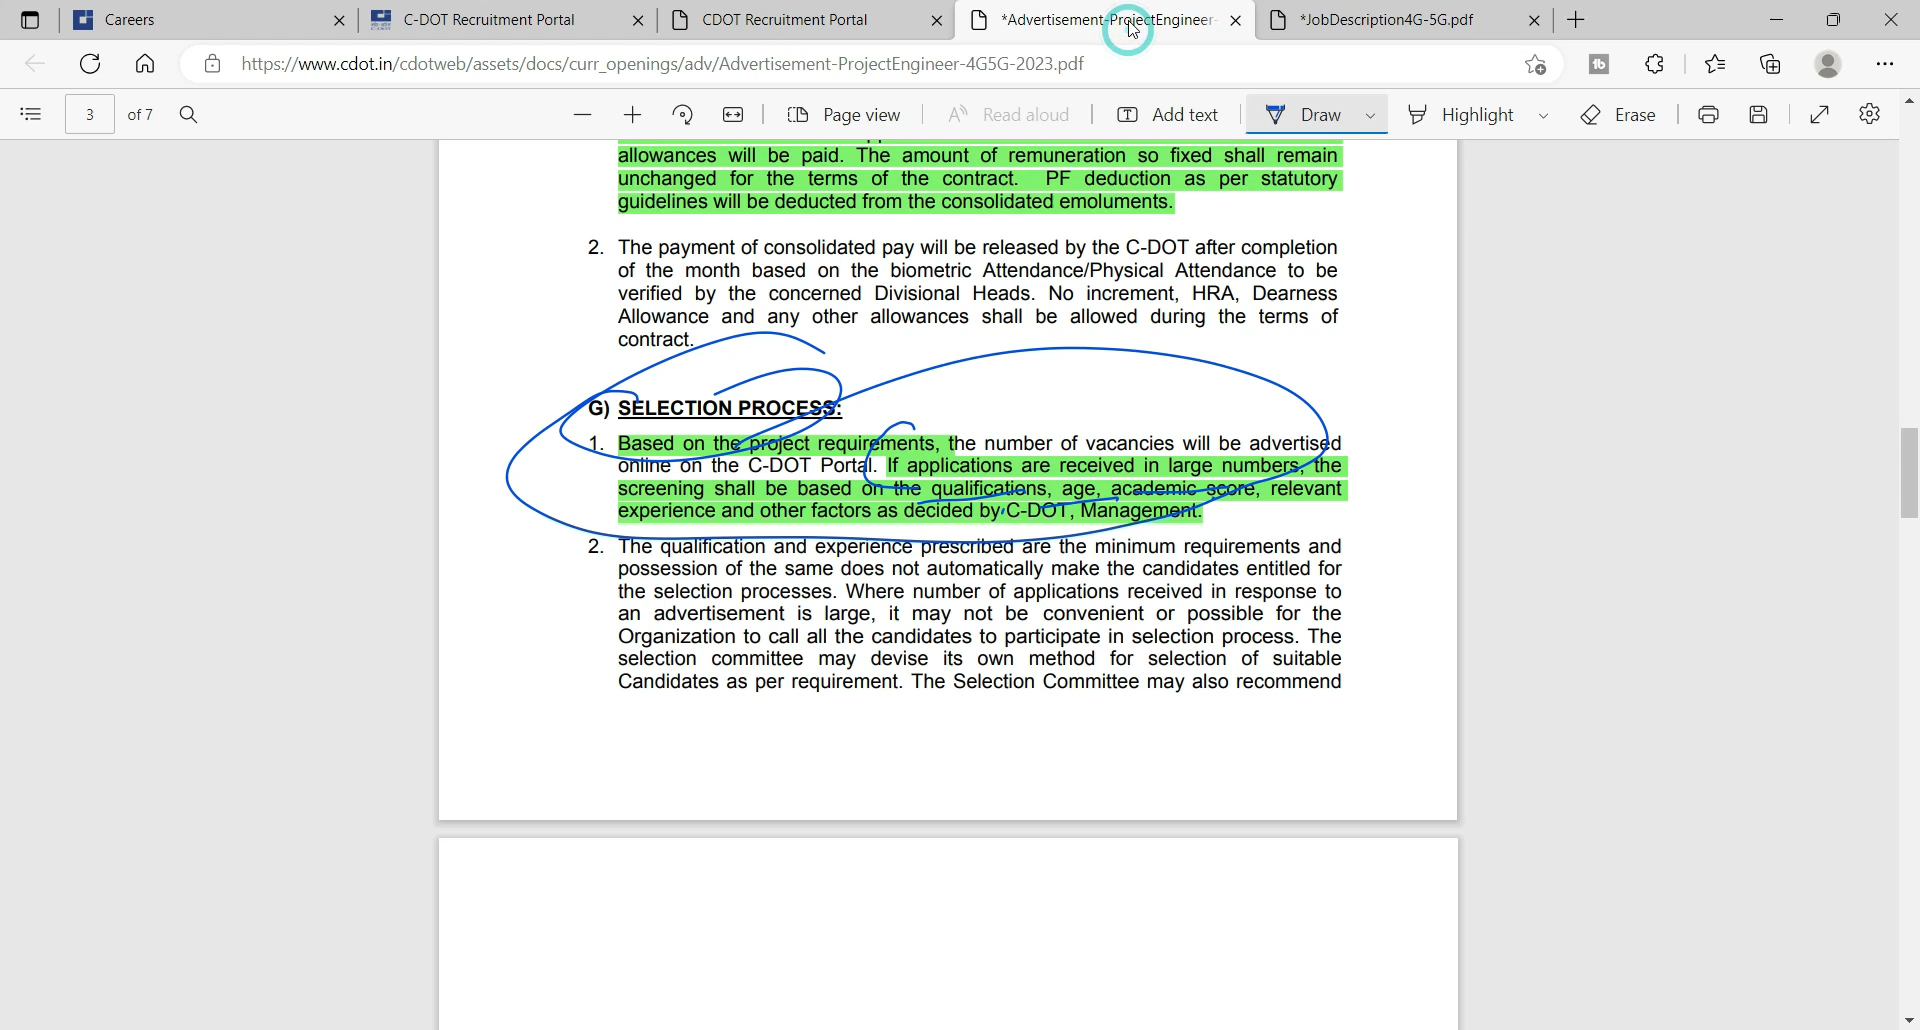 Careers
C-DOT Recruitment Portal
CDOT Recruitment Portal
*Advertisement-ProjectEngineer-
*JobDescription4G-5G.pdf
https://www.cdot.in/cdotweb/assets/docs/curr_openings/adv/Advertisement-ProjectEngineer-4G5G-2023.pdf
3 of 7
Page view
Read aloud
Add text
Draw
Highlight
Erase
allowances will be paid. The amount of remuneration so fixed shall remain
unchanged for the terms of the contract. PF deduction as per statutory
guidelines will be deducted from the consolidated emoluments.
2. The payment of consolidated pay will be released by the C-DOT after completion
of the month based on the biometric Attendance/Physical Attendance to be
verified by the concerned Divisional Heads. No increment, HRA, Dearness
Allowance and any other allowances shall be allowed during the terms of
contract.
G) SELECTION PROCESS:
1. Based on the project requirements, the number of vacancies will be advertised
online on the C-DOT Portal. If applications are received in large numbers, the
screening shall be based on the qualifications, age, academic score, relevant
experience and other factors as decided by C-DOT, Management.
2. The qualification and experience prescribed are the minimum requirements and
possession of the same does not automatically make the candidates entitled for
the selection processes. Where number of applications received in response to
an advertisement is large, it may not be convenient or possible for the
Organization to call all the candidates to participate in selection process. The
selection committee may devise its own method for selection of suitable
Candidates as per requirement. The Selection Committee may also recommend